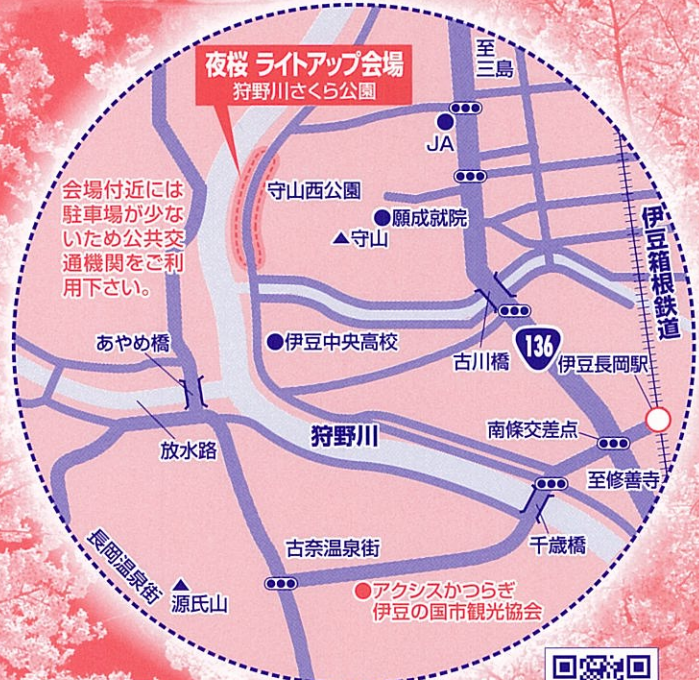 夜桜 ライトアップ会場
狩野川さくら公園
至
三島
JA
会場付近には
駐車場が少な
いため公共交
通機関をご利
用下さい。
守山西公園
●願成就院
▲守山
伊豆箱根鉄道
あやめ橋
●伊豆中央高校
古川橋
136
伊豆長岡駅
放水路
狩野川
南條交差点
至修善寺
千歳橋
長岡温泉街
源氏山
古奈温泉街
●アクシスかつらぎ
伊豆の国市観光協会